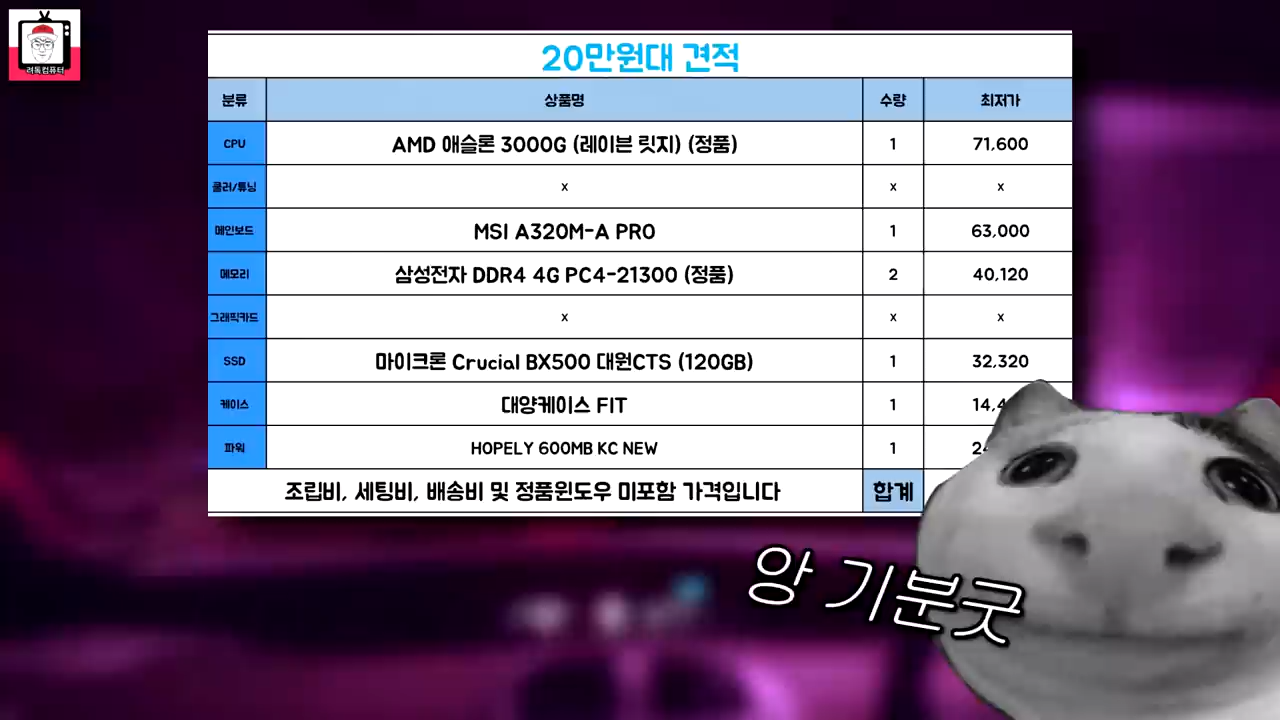 려톡컴퓨터
20만원대 견적
분류 상품명 수량 최저가
CPU AMD 애슬론 3000G (레이븐 릿지) (정품) 1 71,600
쿨러/튜닝 x x x
메인보드 MSI A320M-A PRO 1 63,000
메모리 삼성전자 DDR4 4G PC4-21300 (정품) 2 40,120
그래픽카드 x x x
SSD 마이크론 Crucial BX500 대원CTS (120GB) 1 32,320
케이스 대양케이스 FIT 1
파워 HOPELY 600MB KC NEW 1
조립비, 세팅비, 배송비 및 정품윈도우 미포함 가격입니다 합계
앙 기분굿